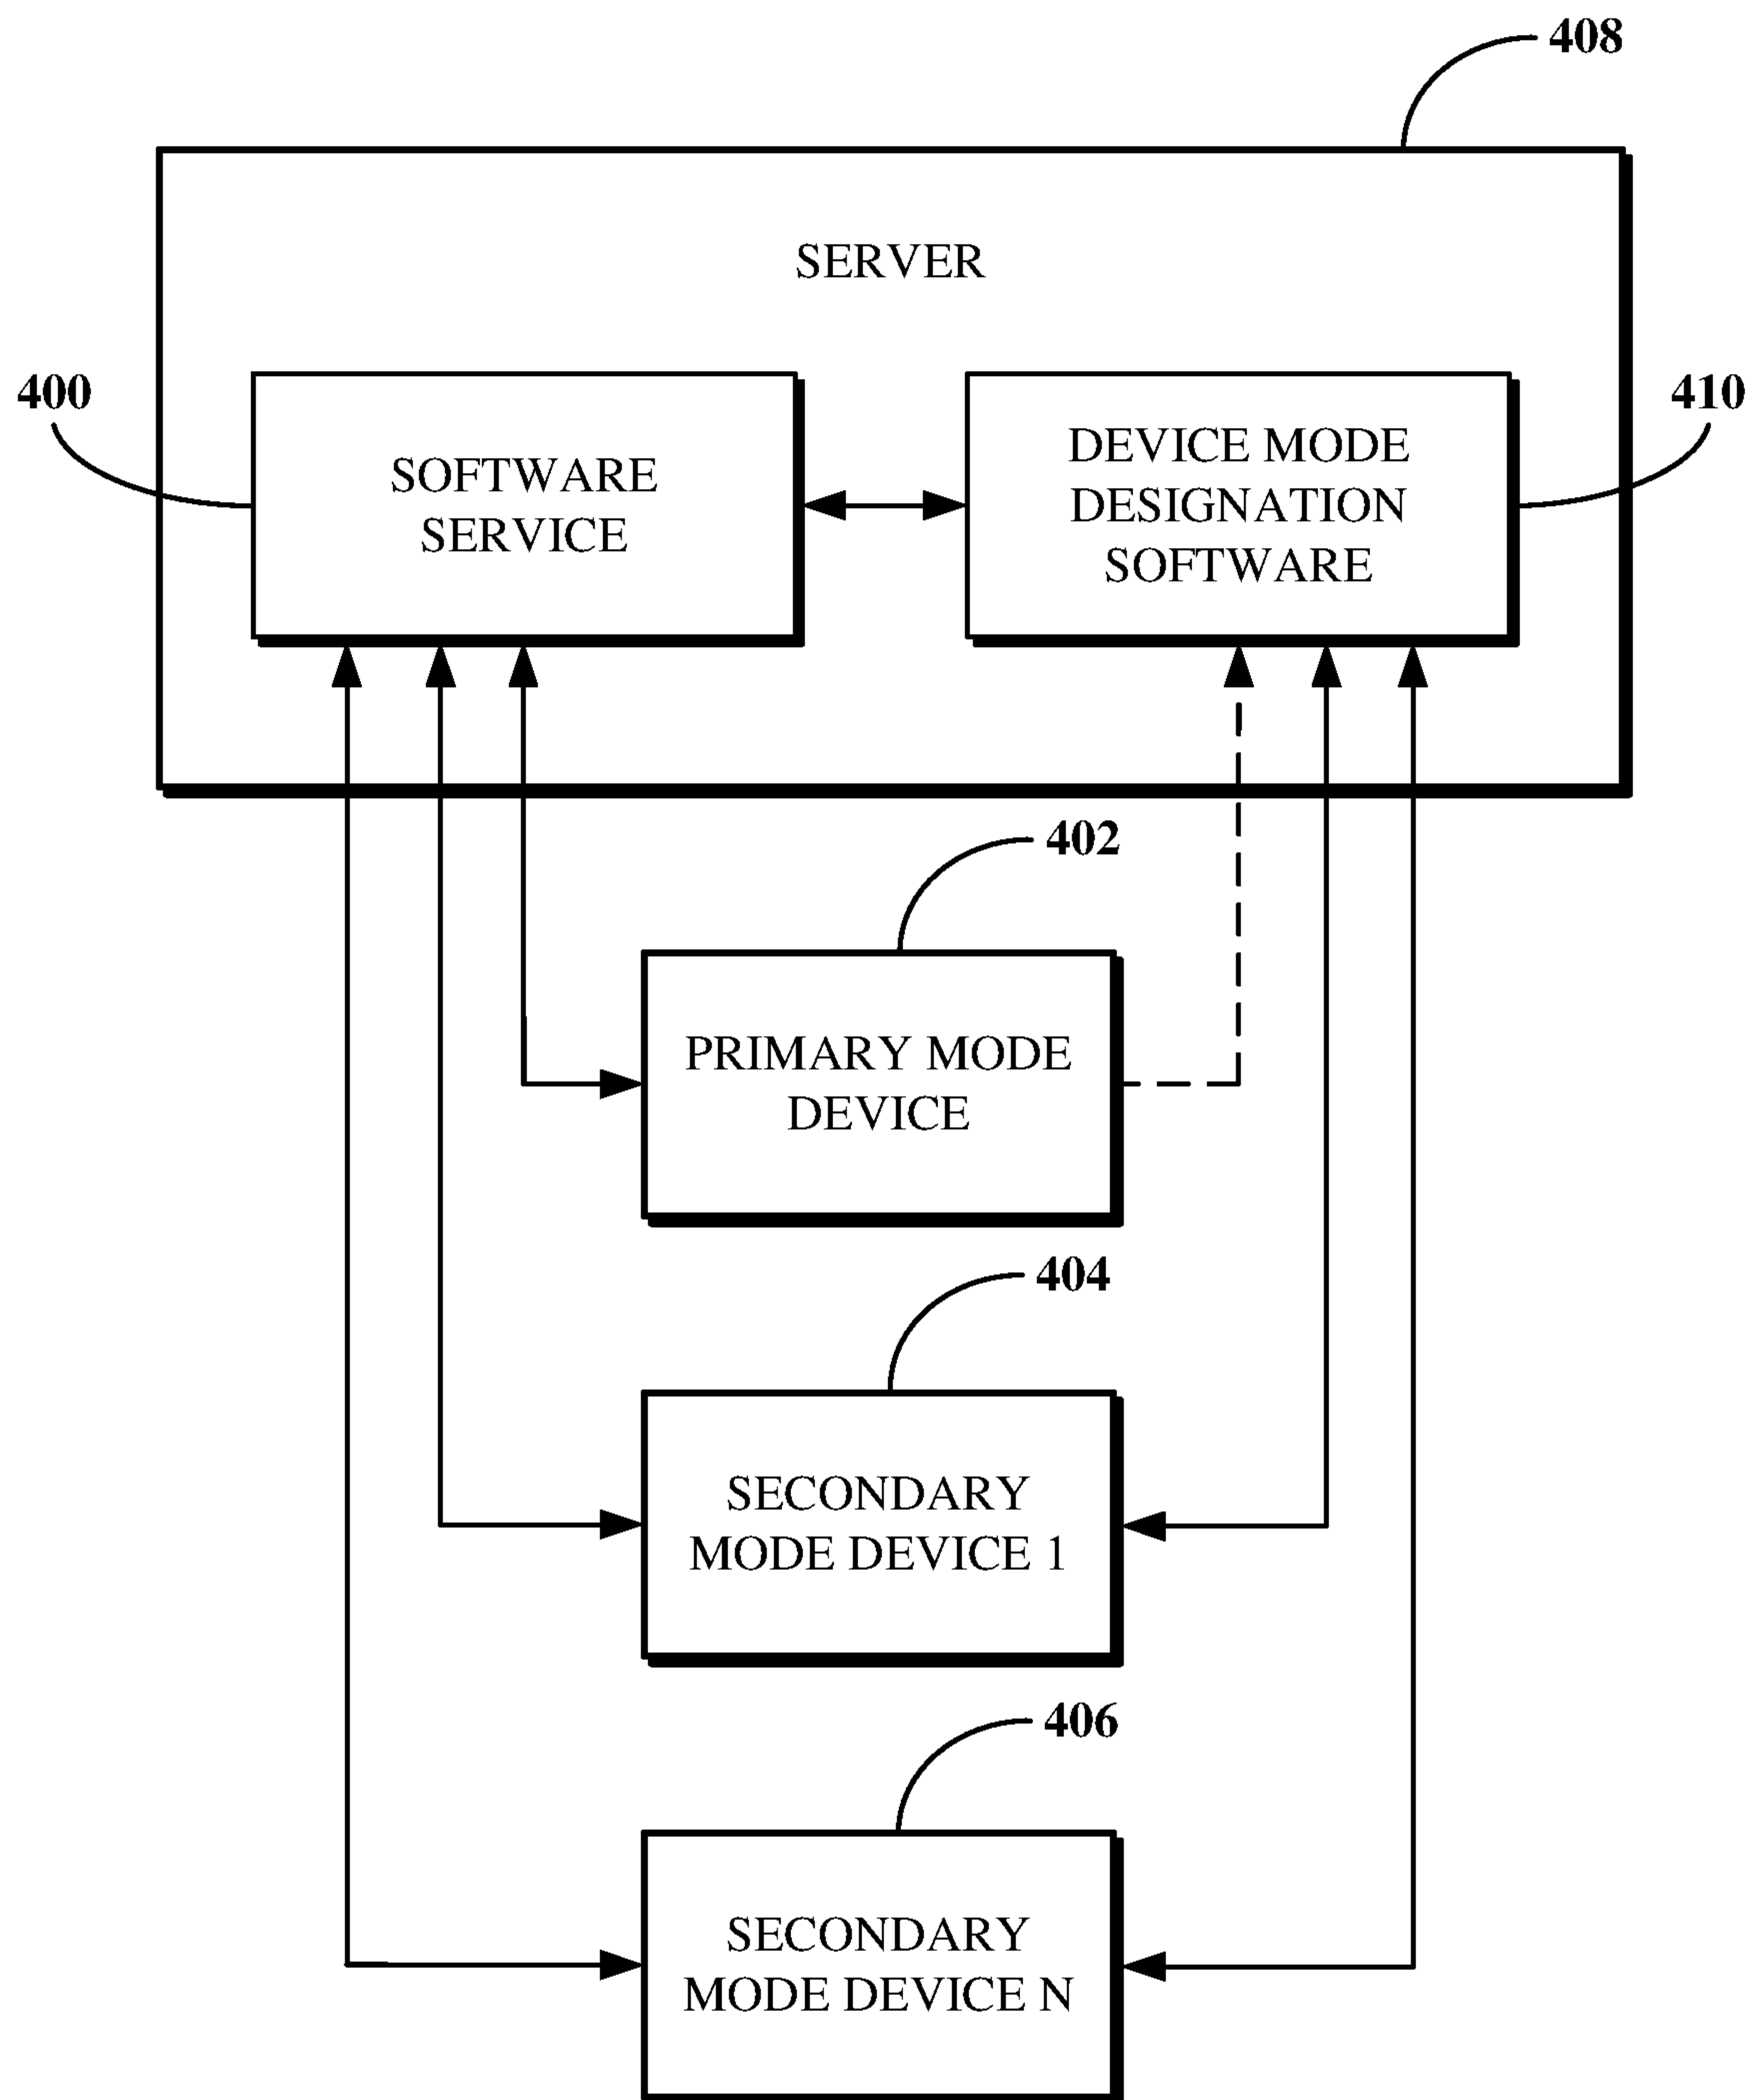 408
SERVER
400
SOFTWARE
SERVICE
DEVICE MODE
DESIGNATION
SOFTWARE
410
402
PRIMARY MODE
DEVICE
404
SECONDARY
MODE DEVICE 1
406
SECONDARY
MODE DEVICE N